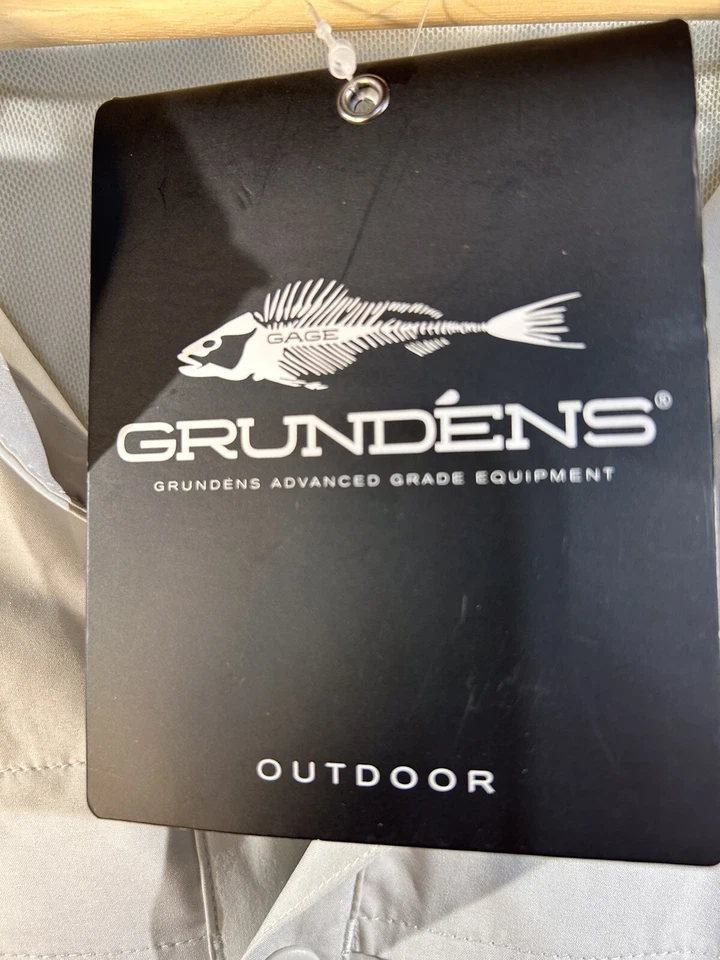 GAGE
GRUNDÉNS®
GRUNDÉNS ADVANCED GRADE EQUIPMENT
OUTDOOR